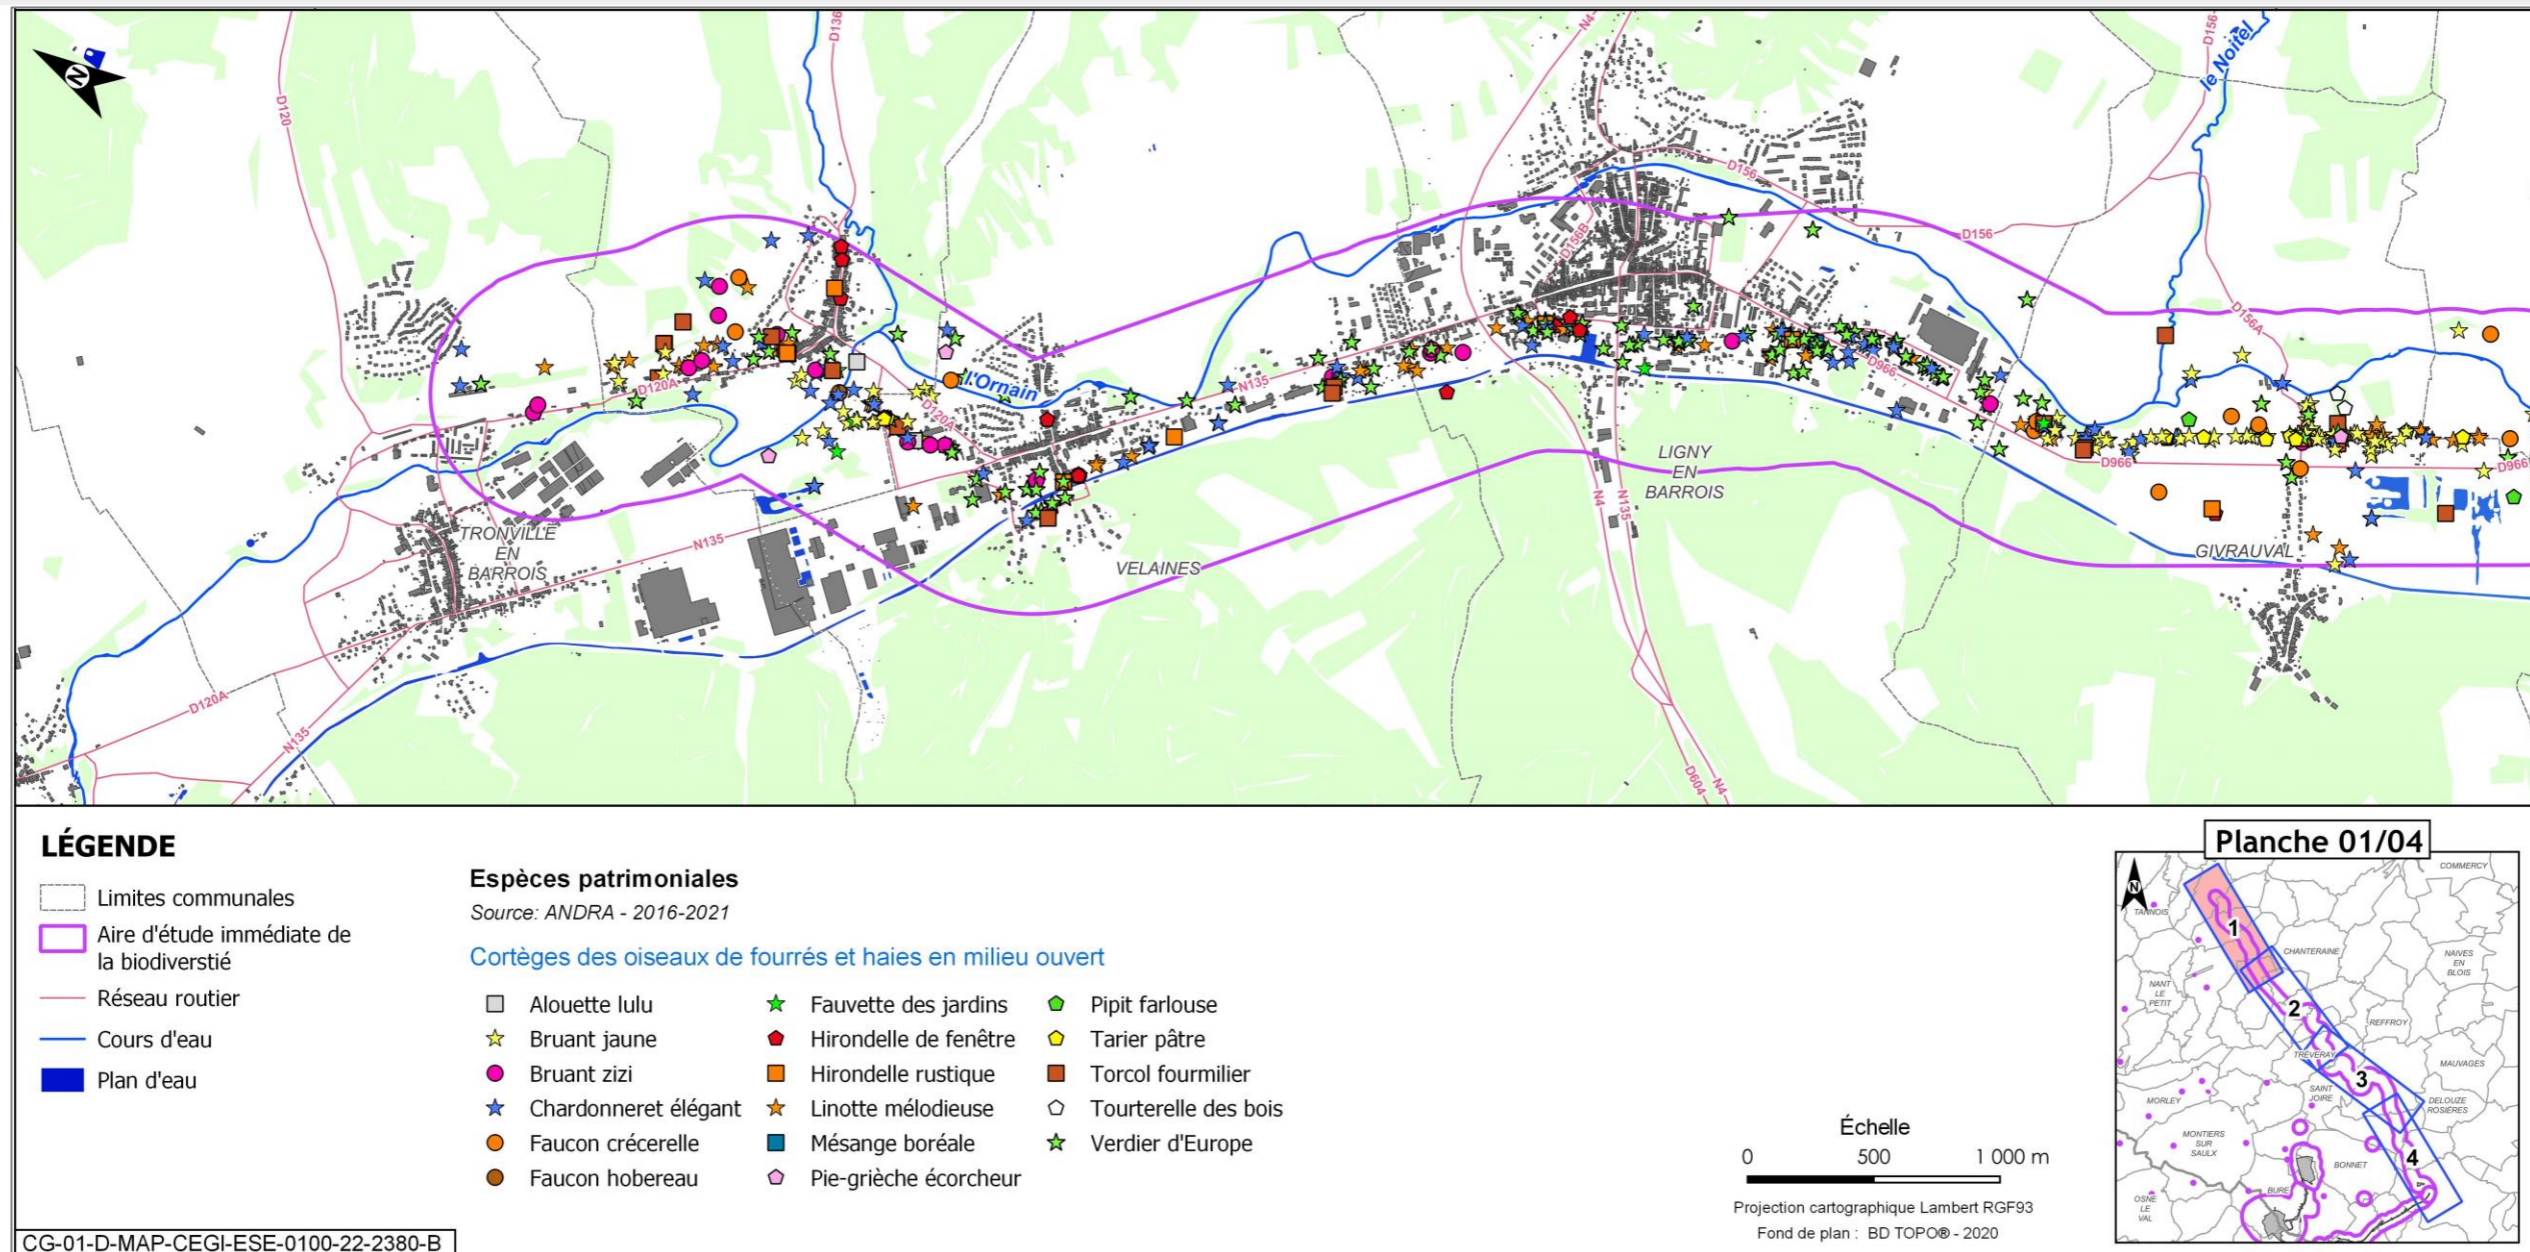 N
D120
D136
N4
D156
le Noitel
D156
D156B
D156
D156A
D120A
l'Ornain
D120A
N135
D966
D966
D966
LIGNY
EN
BARROIS
TRONVILLE
EN
BARROIS
N135
VELAINES
N4
N135
GIVRAUVAL
D120A
N135
D604
N4
LÉGENDE
Limites communales
Aire d'étude immédiate de
la biodiverstié
Réseau routier
Cours d'eau
Plan d'eau
Espèces patrimoniales
Source: ANDRA - 2016-2021
Cortèges des oiseaux de fourrés et haies en milieu ouvert
Alouette lulu
Bruant jaune
Bruant zizi
Chardonneret élégant
Faucon crécerelle
Faucon hobereau
Fauvette des jardins
Hirondelle de fenêtre
Hirondelle rustique
Linotte mélodieuse
Mésange boréale
Pie-grièche écorcheur
Pipit farlouse
Tarier pâtre
Torcol fourmilier
Tourterelle des bois
Verdier d'Europe
Échelle
0 500 1 000 m
Projection cartographique Lambert RGF93
Fond de plan : BD TOPO® - 2020
Planche 01/04
N
COMMERCY
TANNOIS
1
CHANTERAINE
NAIVES
EN
BLOIS
NANT
LE
PETIT
2
REFFROY
TRÉVERAY
MAUVAGES
3
SAINT
JOIRE
MORLEY
DELOUZE
ROSIÈRES
MONTIERS
SUR
SAULX
4
BONNET
BURE
OSNE
LE
VAL
CG-01-D-MAP-CEGI-ESE-0100-22-2380-B